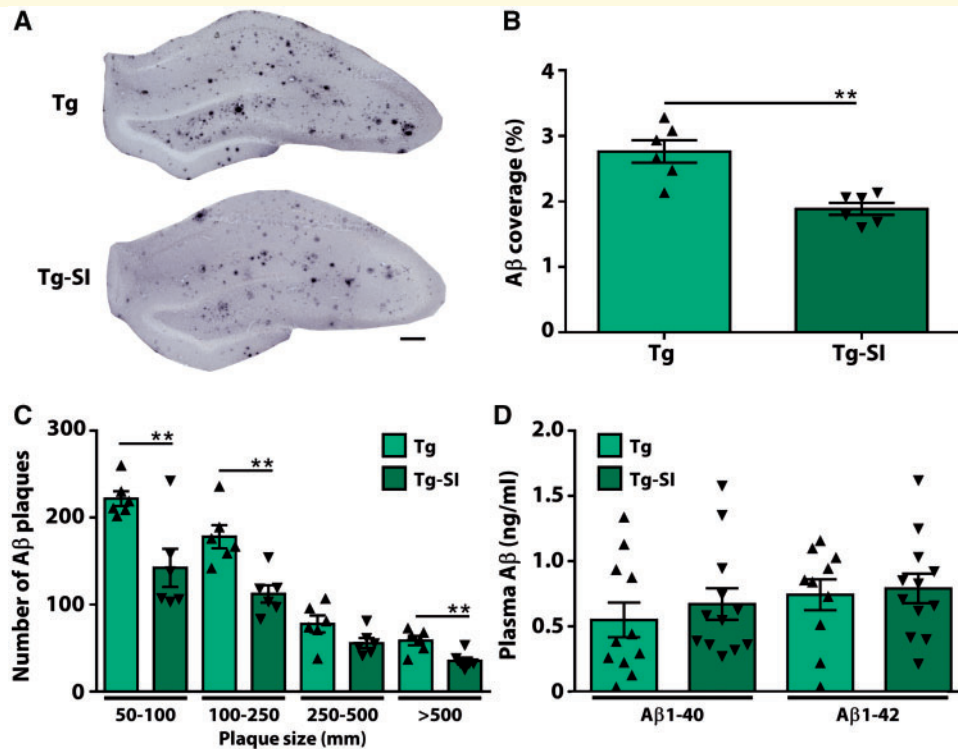 A
Tg
Tg-SI
B
Aβ coverage (%)
4
3
2
1
0
**
Tg
Tg-SI
C
Number of Aβ plaques
300
200
100
0
**
**
**
Tg
Tg-SI
50-100
100-250
250-500
>500
Plaque size (mm)
D
Plasma Aβ (ng/ml)
2.0
1.5
1.0
0.5
0
Tg
Tg-SI
Aβ1-40
Aβ1-42